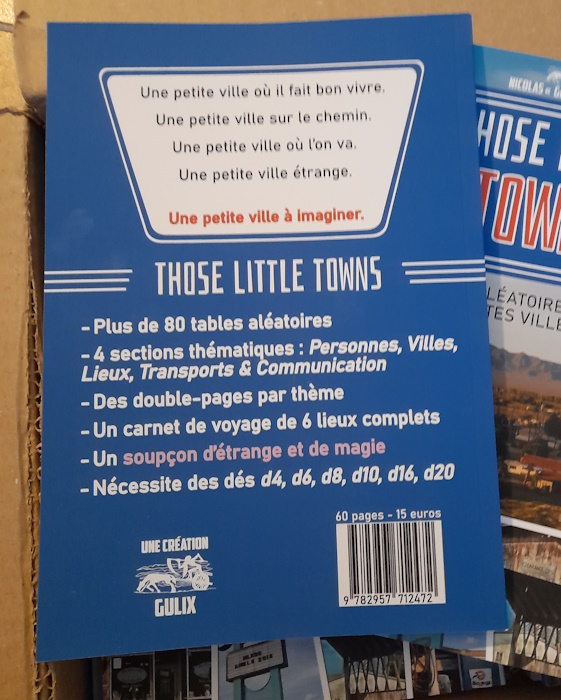 Une petite ville où il fait bon vivre.
Une petite ville sur le chemin.
Une petite ville où l'on va.
Une petite ville étrange.
Une petite ville à imaginer.
THOSE LITTLE TOWNS
- Plus de 80 tables aléatoires
- 4 sections thématiques : Personnes, Villes,
Lieux, Transports & Communication
- Des double-pages par thème
- Un carnet de voyage de 6 lieux complets
- Un soupçon d'étrange et de magie
- Nécessite des dés d4, d6, d8, d10, d16, d20
60 pages - 15 euros
9 782957 712472
UNE CRÉATION
GULIX
NICOLAS
HOSE
TOW
LÉATOIRE
TES VILLE